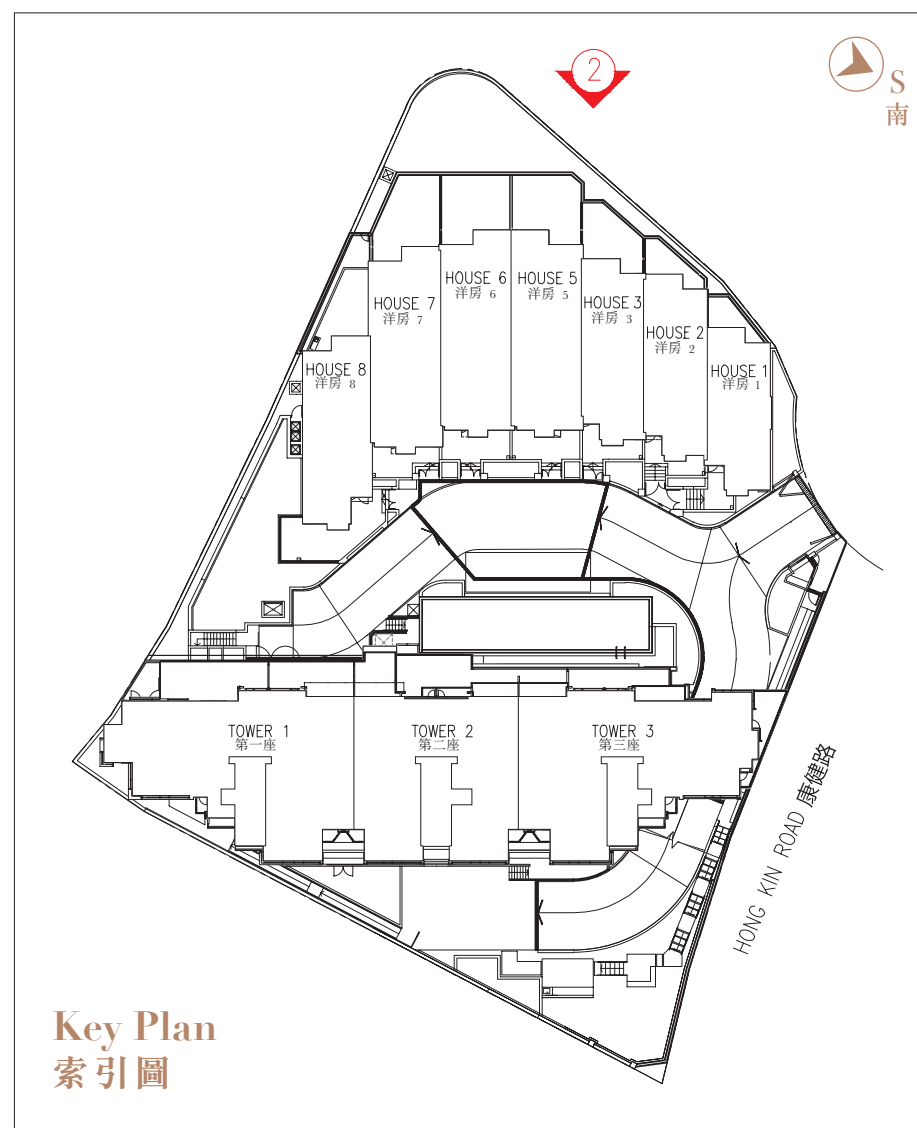 2
S
南
HOUSE 6
洋房 6
HOUSE 5
洋房 5
HOUSE 7
洋房 7
HOUSE 3
洋房 3
HOUSE 2
洋房 2
HOUSE 8
洋房 8
HOUSE 1
洋房 1
TOWER 1
第一座
TOWER 2
第二座
TOWER 3
第三座
HONG KIN ROAD 康健路
Key Plan
索引圖